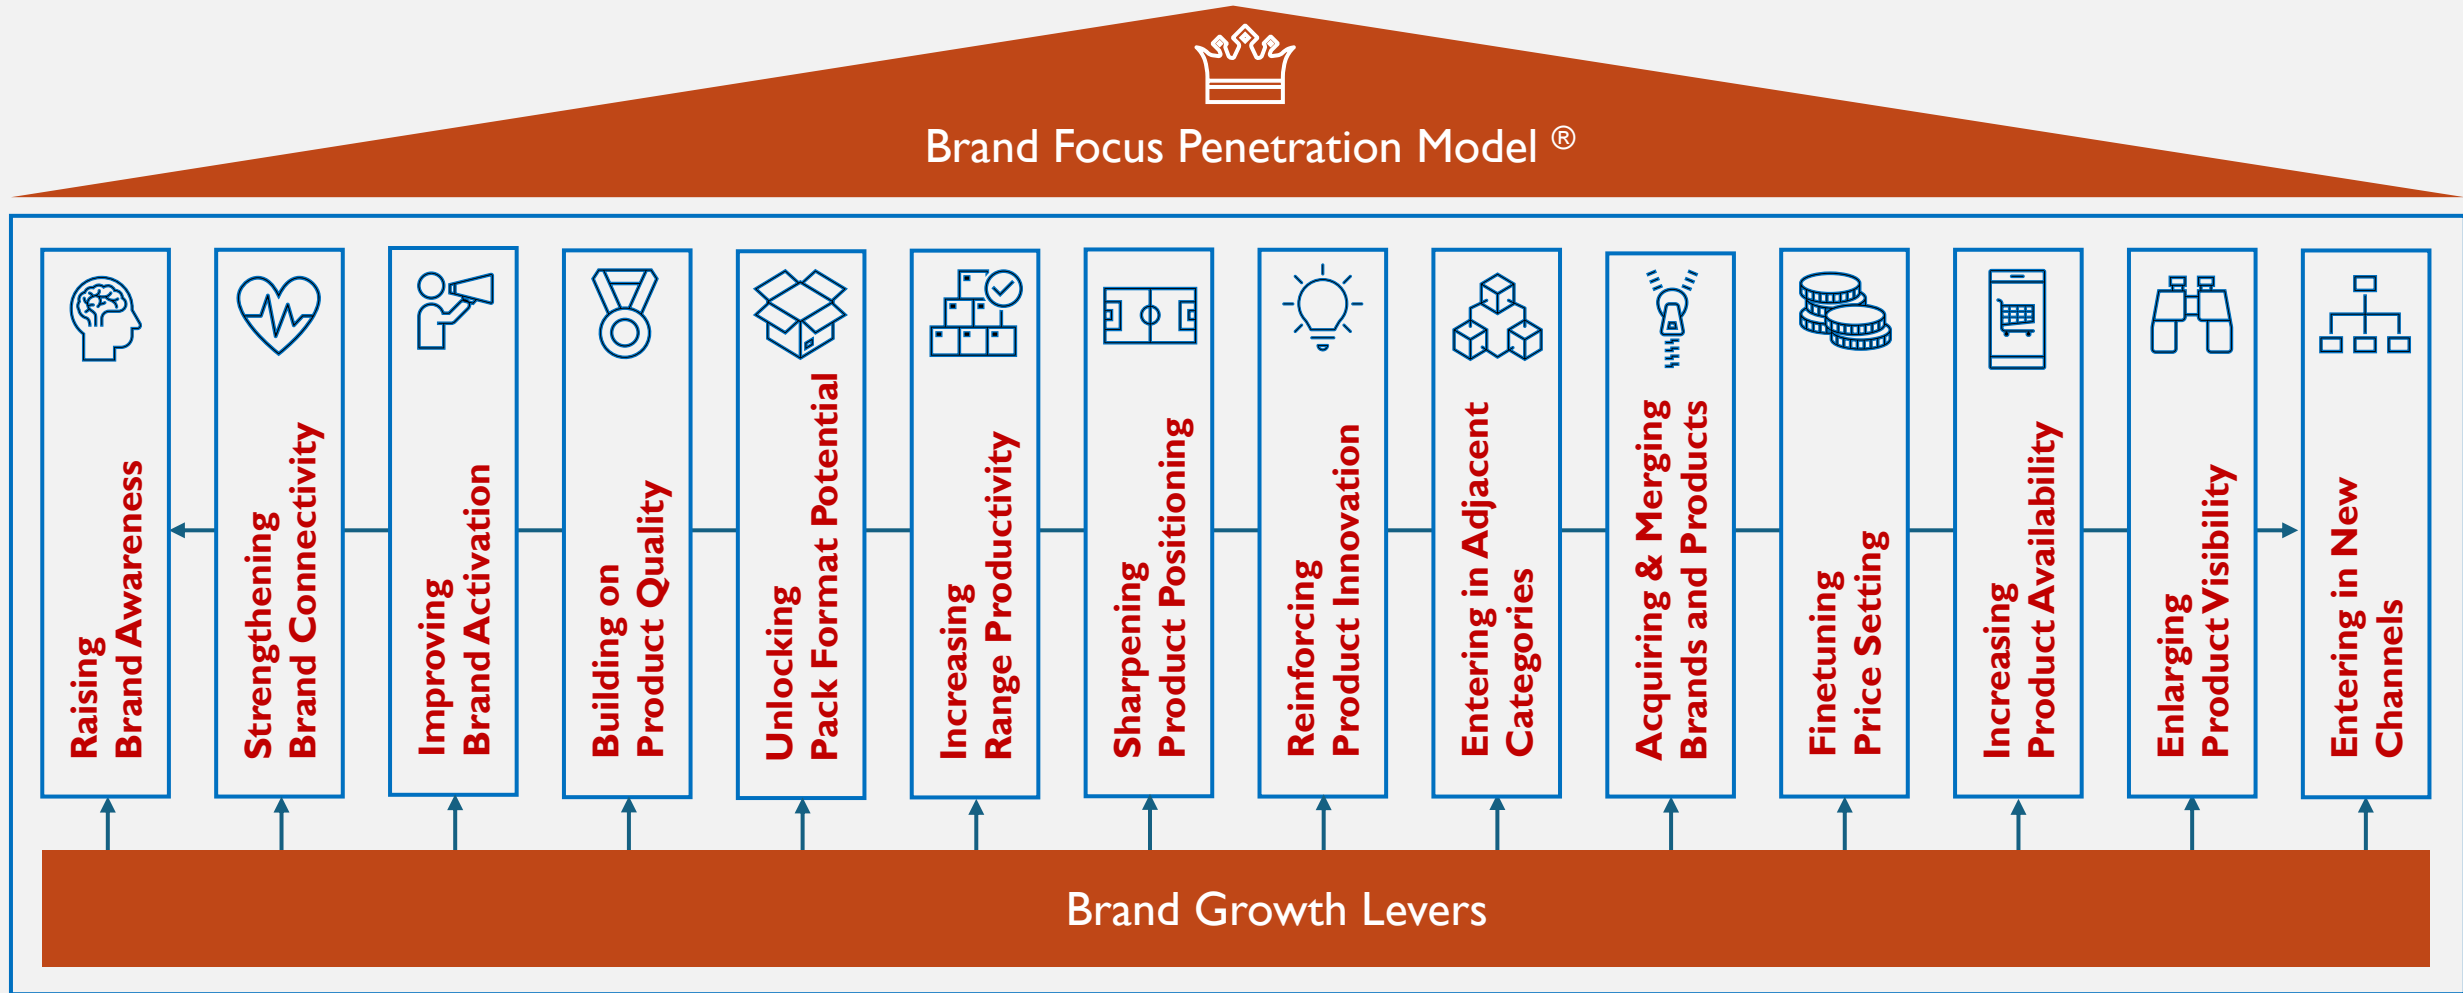 Brand Focus Penetration Model ®
Raising
Brand Awareness
Strengthening
Brand Connectivity
Improving
Brand Activation
Building on
Product Quality
Unlocking
Pack Format Potential
Increasing
Range Productivity
Sharpening
Product Positioning
Reinforcing
Product Innovation
Entering in Adjacent
Categories
Acquiring & Merging
Brands and Products
Finetuning
Price Setting
Increasing
Product Availability
Enlarging
Product Visibility
Entering in New
Channels
Brand Growth Levers